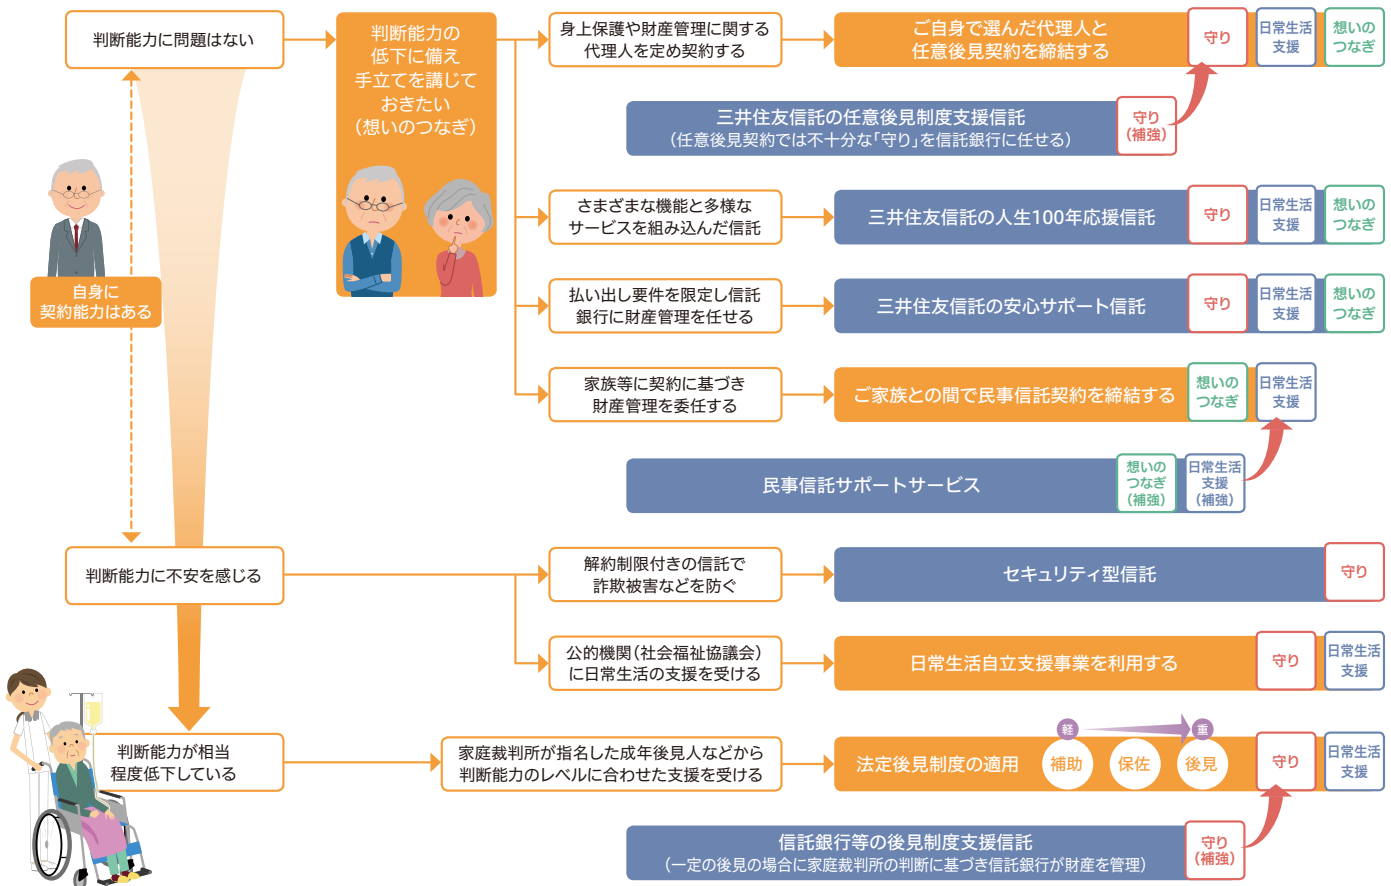 判断能力に問題はない
判断能力の
低下に備え
手立てを講じて
おきたい
（想いのつなぎ）
身上保護や財産管理に関する
代理人を定め契約する
ご自身で選んだ代理人と
任意後見契約を締結する
守り
日常生活
支援
想いの
つなぎ
三井住友信託の任意後見制度支援信託
（任意後見契約では不十分な「守り」を信託銀行に任せる）
守り
（補強）
さまざまな機能と多様な
サービスを組み込んだ信託
三井住友信託の人生100年応援信託
守り
日常生活
支援
想いの
つなぎ
自身に
契約能力はある
払い出し要件を限定し信託
銀行に財産管理を任せる
三井住友信託の安心サポート信託
守り
日常生活
支援
想いの
つなぎ
家族等に契約に基づき
財産管理を委任する
ご家族との間で民事信託契約を締結する
想いの
つなぎ
日常生活
支援
民事信託サポートサービス
想いの
つなぎ
（補強）
日常生活
支援
（補強）
判断能力に不安を感じる
解約制限付きの信託で
詐欺被害などを防ぐ
セキュリティ型信託
守り
公的機関（社会福祉協議会）
に日常生活の支援を受ける
日常生活自立支援事業を利用する
守り
日常生活
支援
判断能力が相当
程度低下している
家庭裁判所が指名した成年後見人などから
判断能力のレベルに合わせた支援を受ける
法定後見制度の適用
軽
重
補助
保佐
後見
守り
日常生活
支援
信託銀行等の後見制度支援信託
（一定の後見の場合に家庭裁判所の判断に基づき信託銀行が財産を管理）
守り
（補強）